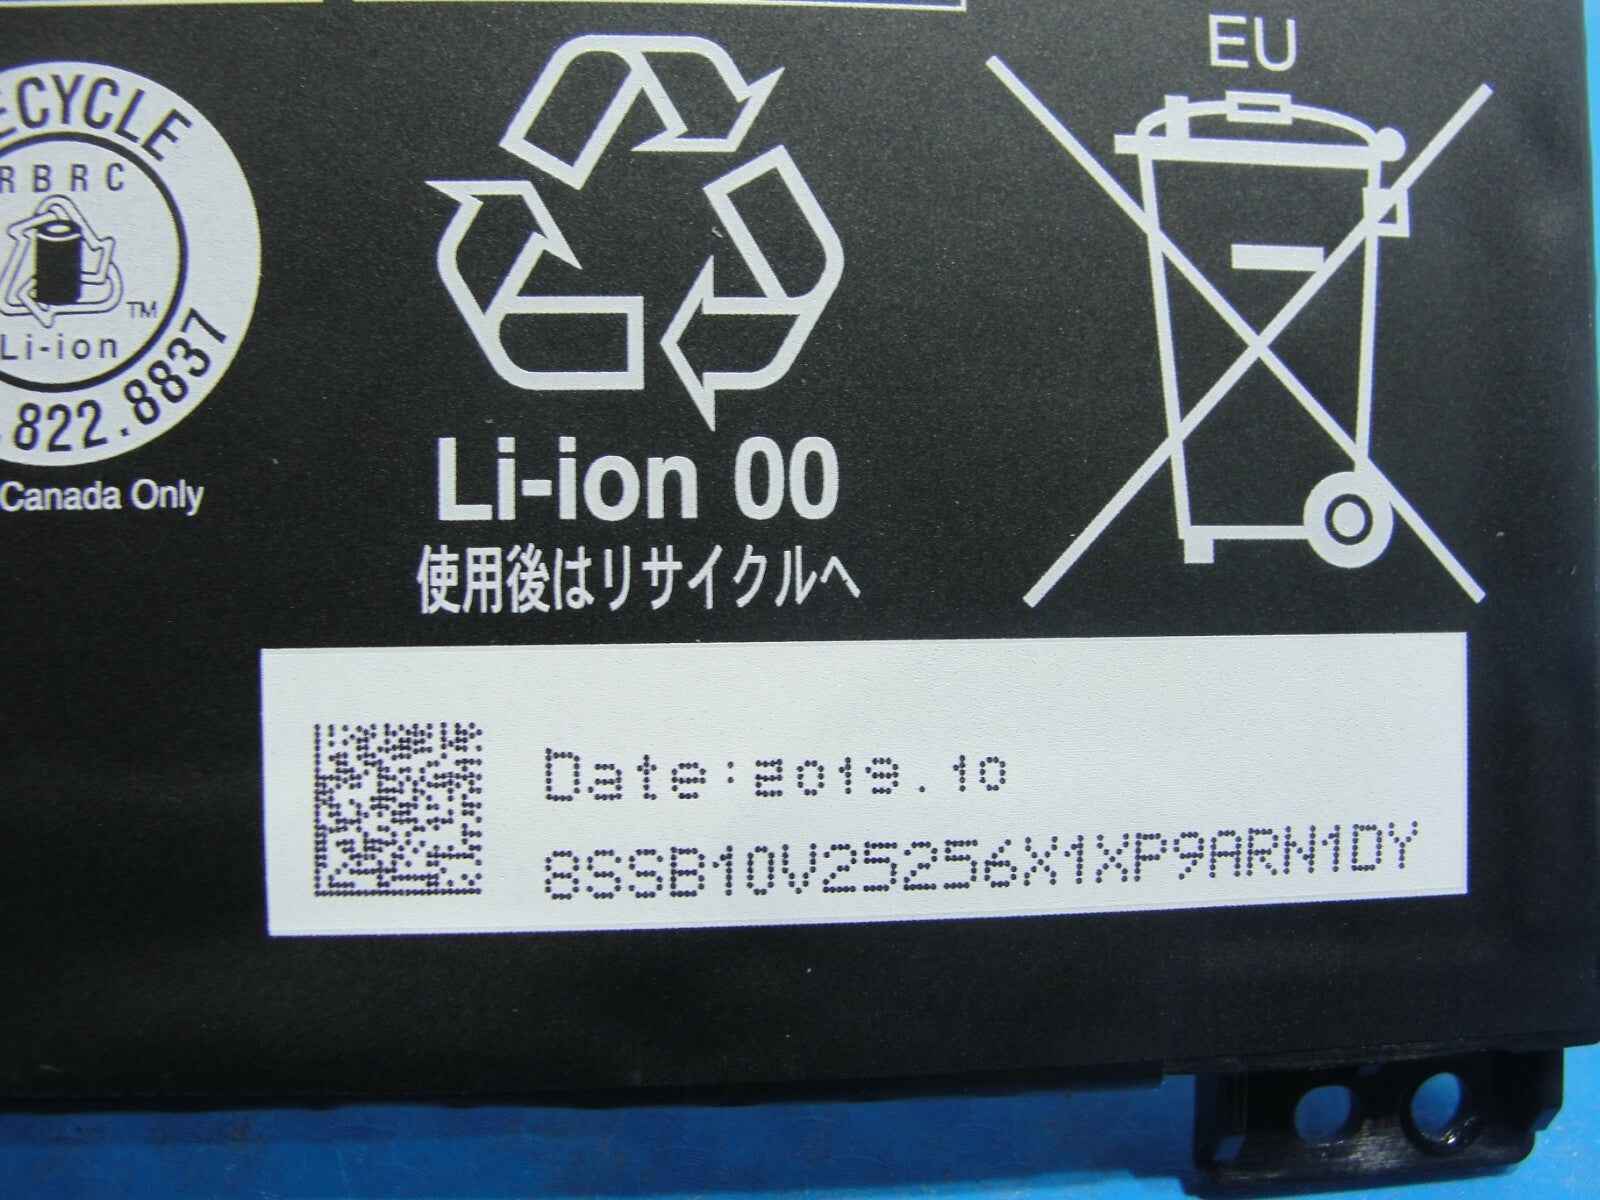 EU
ECYCLE
RBRC
TM
Li-ion
.822.8837
Canada Only
Li-ion 00
使用後はリサイクルへ
Date:2019.10
8SSB10V25256X1XP9ARN1DY